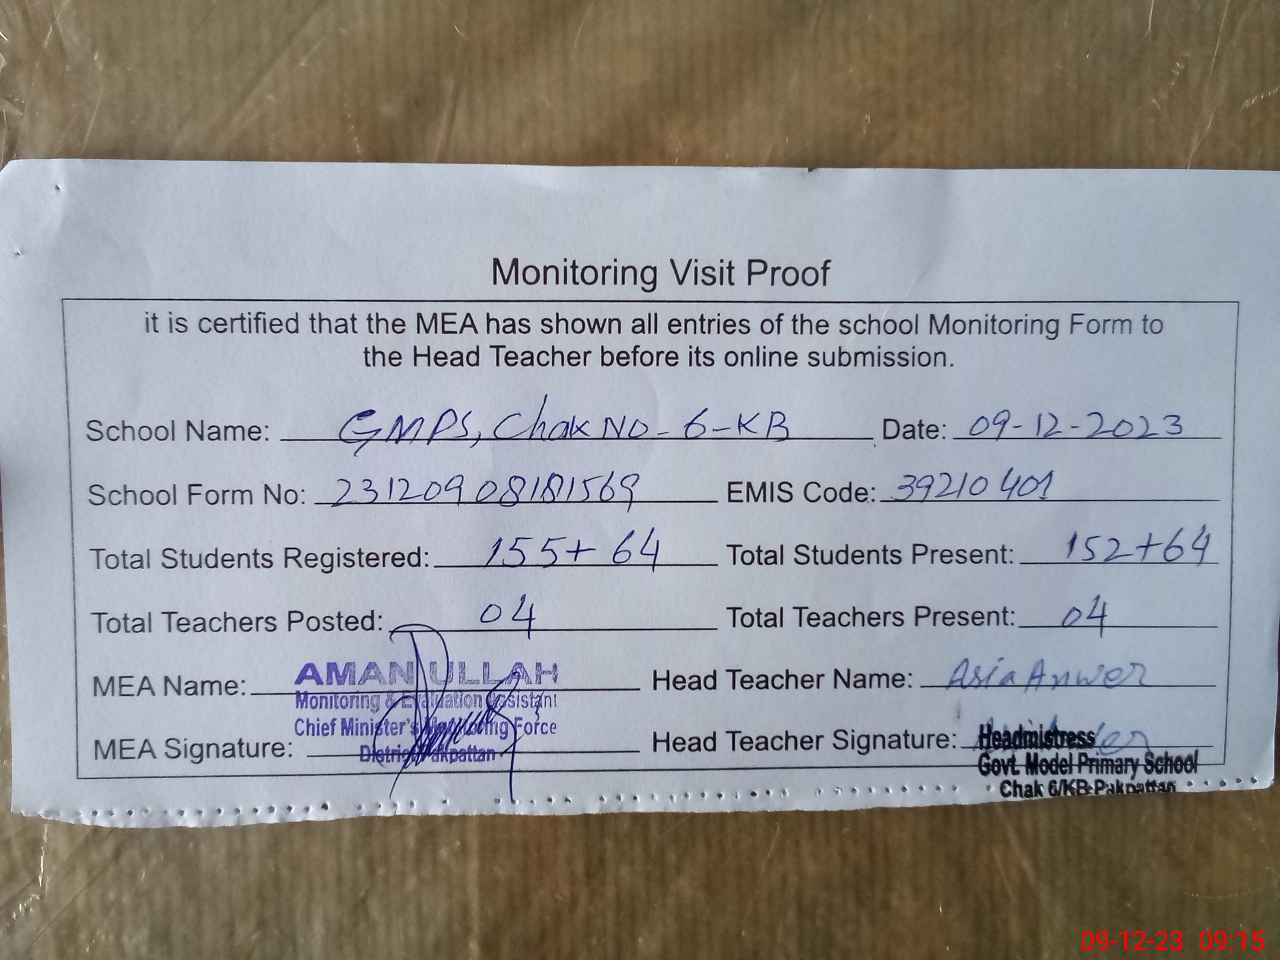 Monitoring Visit Proof
it is certified that the MEA has shown all entries of the school Monitoring Form to
the Head Teacher before its online submission.
School Name: GMPS, Chak No-6-KB Date: 09-12-2023
School Form No: 23120908181569 EMIS Code: 39210401
Total Students Registered: 155+64 Total Students Present: 152+64
Total Teachers Posted: 04 Total Teachers Present: 04
MEA Name: AMAN ULLAH Head Teacher Name: Asia Anwer
Monitoring & Evaluation Assistant
Chief Minister's Monitoring Force
MEA Signature: District Pakpattan Head Teacher Signature: Headmistress
Govt. Model Primary School
Chak 6/KB Pakpattan
09-12-23 09:15